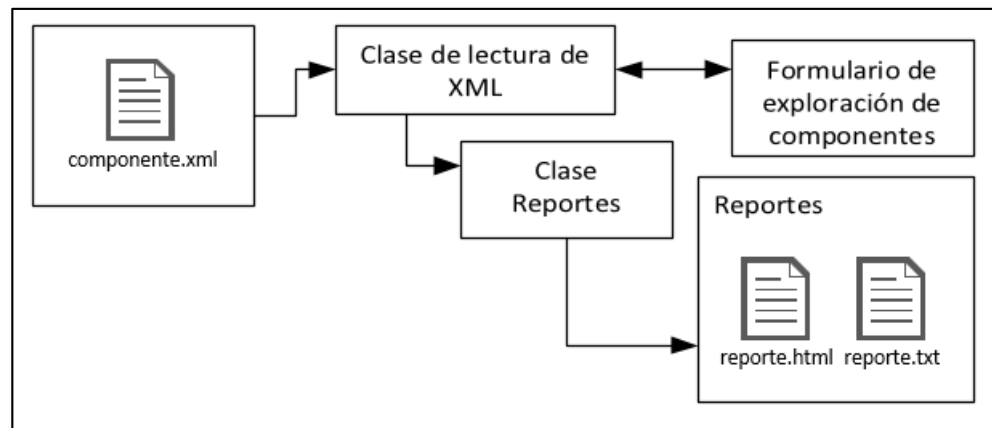 componente.xml
Clase de lectura de
XML
Formulario de
exploración de
componentes
Clase
Reportes
Reportes
reporte.html
reporte.txt